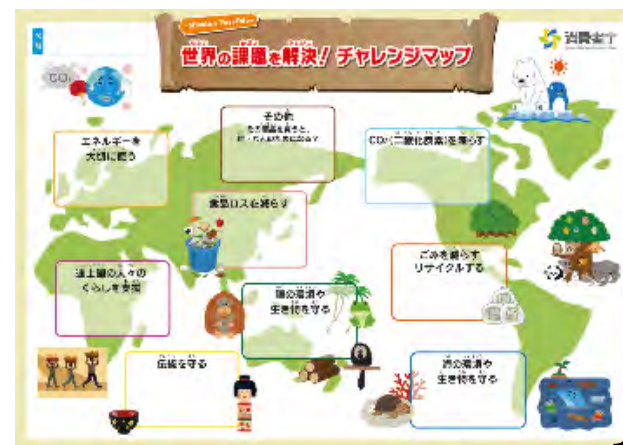 世界の課題を解決！チャレンジマップ
消費者庁
CO₂
その他
エネルギーを
大切に使う
CO₂（二酸化炭素）を減らす
食品ロスを減らす
ごみを減らす
リサイクルする
途上国の人々の
くらしを支援
陸の環境や
生き物を守る
伝統を守る
海の環境や
生き物を守る